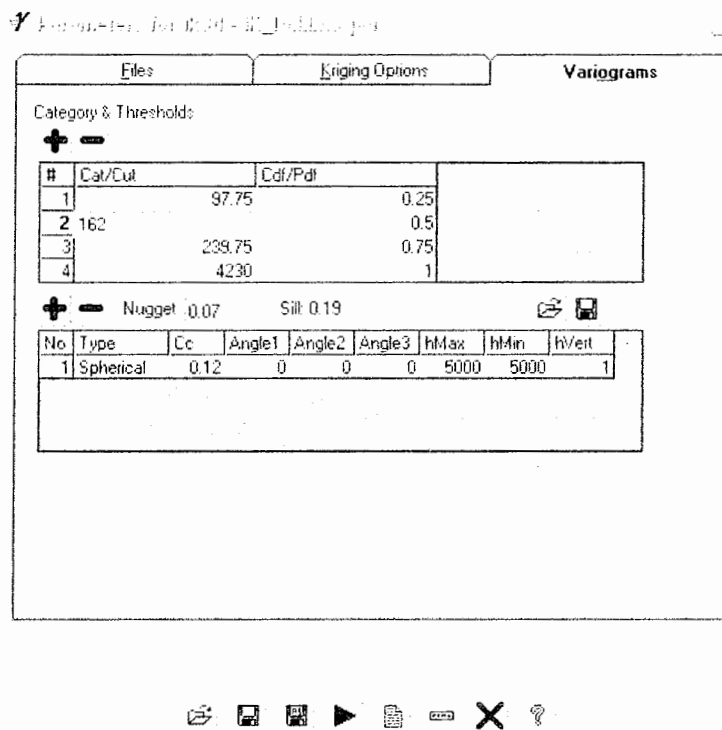 Files Kriging Options Variograms
Category & Thresholds
# Cat/Cut Cdf/Pdf
1 97.75 0.25
2 162 0.5
3 239.75 0.75
4 4230 1
Nugget 0.07 Sill: 0.19
No Type Cc Angle1 Angle2 Angle3 hMax hMin hVert
1 Spherical 0.12 0 0 0 5000 5000 1